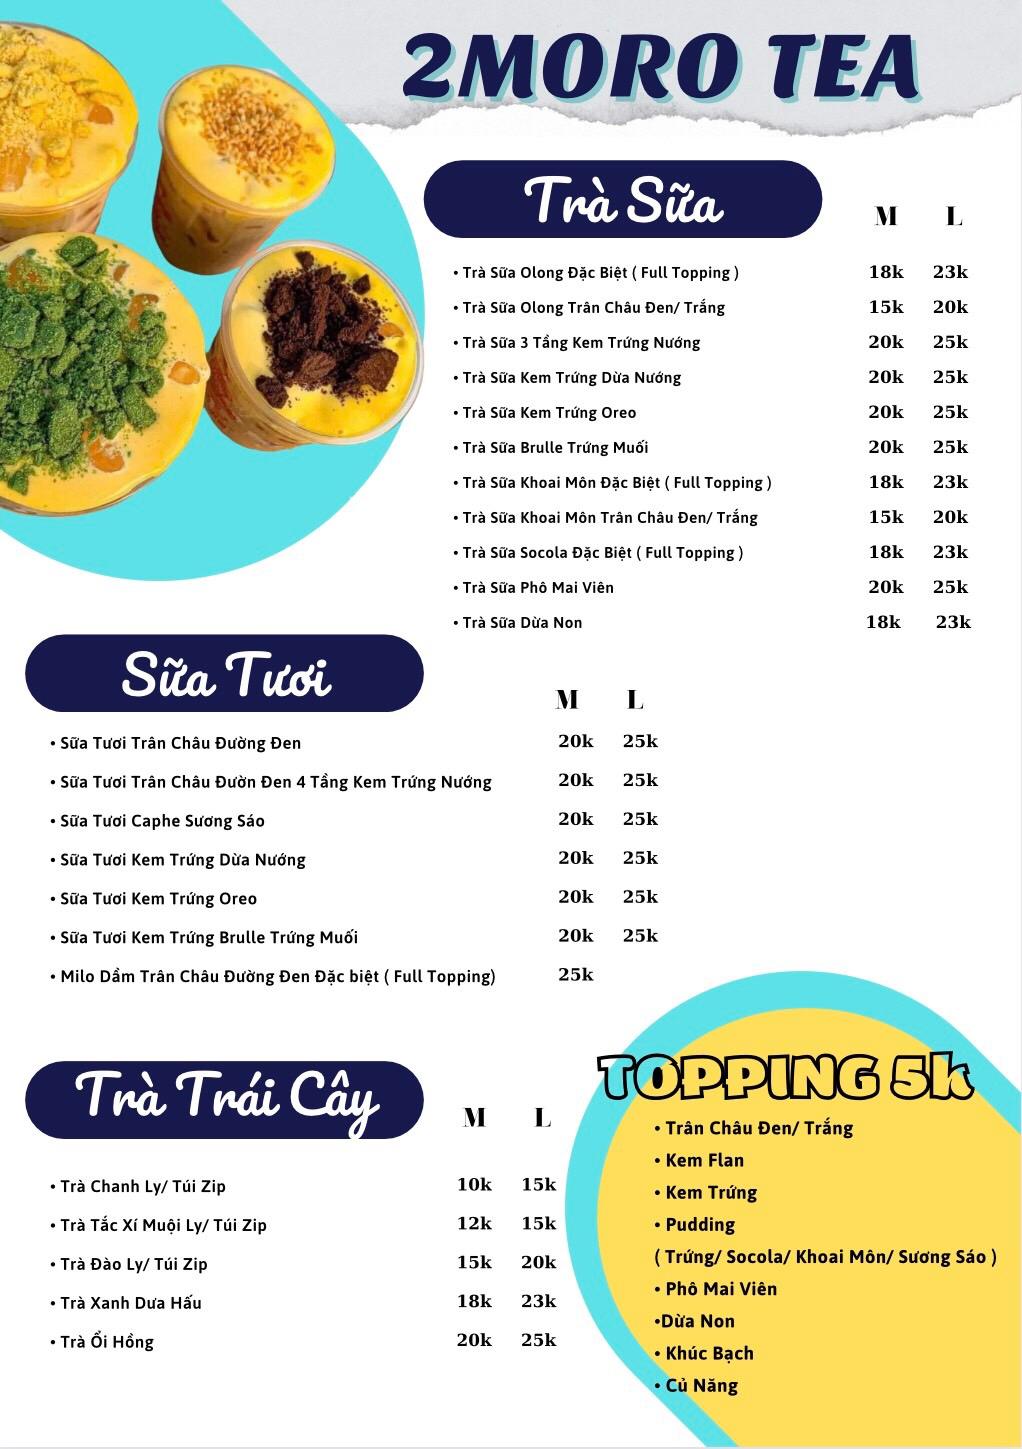 2MORO TEA
Trà Sữa
M L
• Trà Sữa Olong Đặc Biệt ( Full Topping ) 18k 23k
• Trà Sữa Olong Trân Châu Đen/ Trắng 15k 20k
• Trà Sữa 3 Tầng Kem Trứng Nướng 20k 25k
• Trà Sữa Kem Trứng Dừa Nướng 20k 25k
• Trà Sữa Kem Trứng Oreo 20k 25k
• Trà Sữa Brulle Trứng Muối 20k 25k
• Trà Sữa Khoai Môn Đặc Biệt ( Full Topping ) 18k 23k
• Trà Sữa Khoai Môn Trân Châu Đen/ Trắng 15k 20k
• Trà Sữa Socola Đặc Biệt ( Full Topping ) 18k 23k
• Trà Sữa Phô Mai Viên 20k 25k
• Trà Sữa Dừa Non 18k 23k
Sữa Tươi
M L
• Sữa Tươi Trân Châu Đường Đen 20k 25k
• Sữa Tươi Trân Châu Đườn Đen 4 Tầng Kem Trứng Nướng 20k 25k
• Sữa Tươi Caphe Sương Sáo 20k 25k
• Sữa Tươi Kem Trứng Dừa Nướng 20k 25k
• Sữa Tươi Kem Trứng Oreo 20k 25k
• Sữa Tươi Kem Trứng Brulle Trứng Muối 20k 25k
• Milo Dầm Trân Châu Đường Đen Đặc biệt ( Full Topping) 25k
Trà Trái Cây
M L
• Trà Chanh Ly/ Túi Zip 10k 15k
• Trà Tắc Xí Muội Ly/ Túi Zip 12k 15k
• Trà Đào Ly/ Túi Zip 15k 20k
• Trà Xanh Dưa Hấu 18k 23k
• Trà Ổi Hồng 20k 25k
TOPPING 5k
• Trân Châu Đen/ Trắng
• Kem Flan
• Kem Trứng
• Pudding
( Trứng/ Socola/ Khoai Môn/ Sương Sáo )
• Phô Mai Viên
•Dừa Non
• Khúc Bạch
• Củ Năng